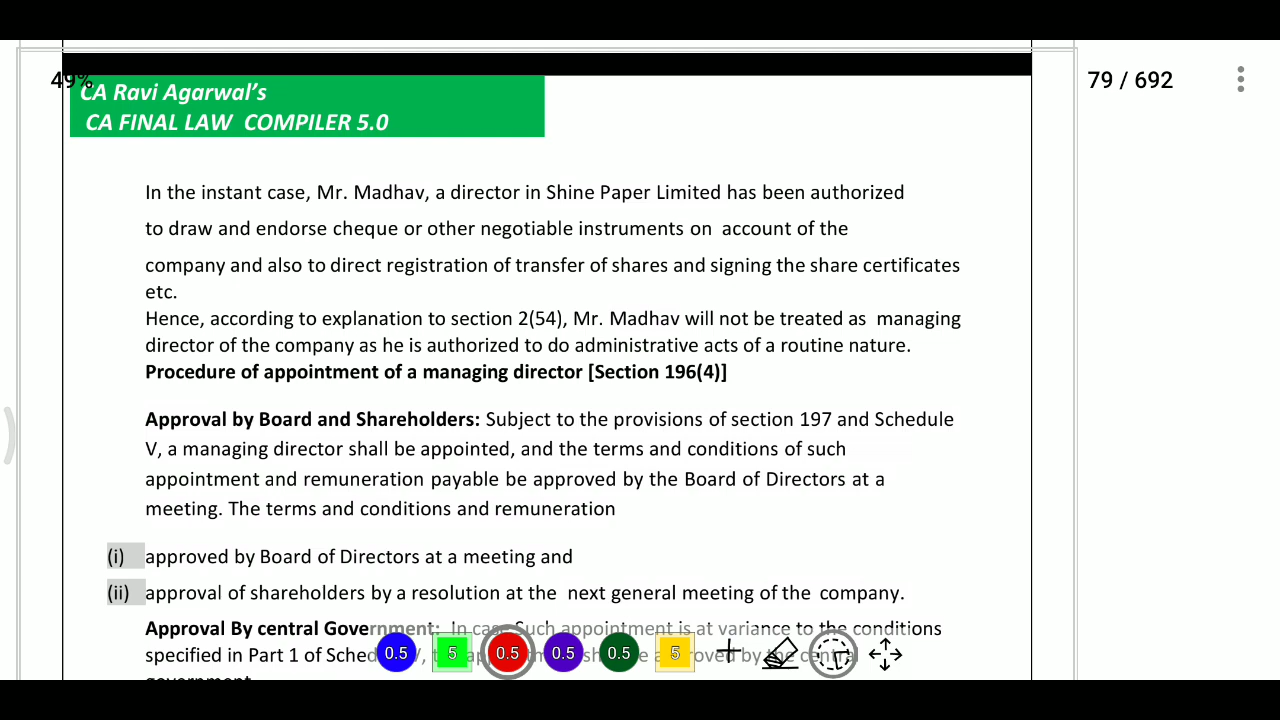 49%
CA Ravi Agarwal's
CA FINAL LAW COMPILER 5.0
79 / 692
In the instant case, Mr. Madhav, a director in Shine Paper Limited has been authorized
to draw and endorse cheque or other negotiable instruments on account of the
company and also to direct registration of transfer of shares and signing the share certificates
etc.
Hence, according to explanation to section 2(54), Mr. Madhav will not be treated as managing
director of the company as he is authorized to do administrative acts of a routine nature.
Procedure of appointment of a managing director [Section 196(4)]
Approval by Board and Shareholders: Subject to the provisions of section 197 and Schedule
V, a managing director shall be appointed, and the terms and conditions of such
appointment and remuneration payable be approved by the Board of Directors at a
meeting. The terms and conditions and remuneration
(i) approved by Board of Directors at a meeting and
(ii) approval of shareholders by a resolution at the next general meeting of the company.
Approval By central Government: In case Such appointment is at variance to the conditions
specified in Part 1 of Sched V, approved by the central
0.5 5 0.5 0.5 0.5 5